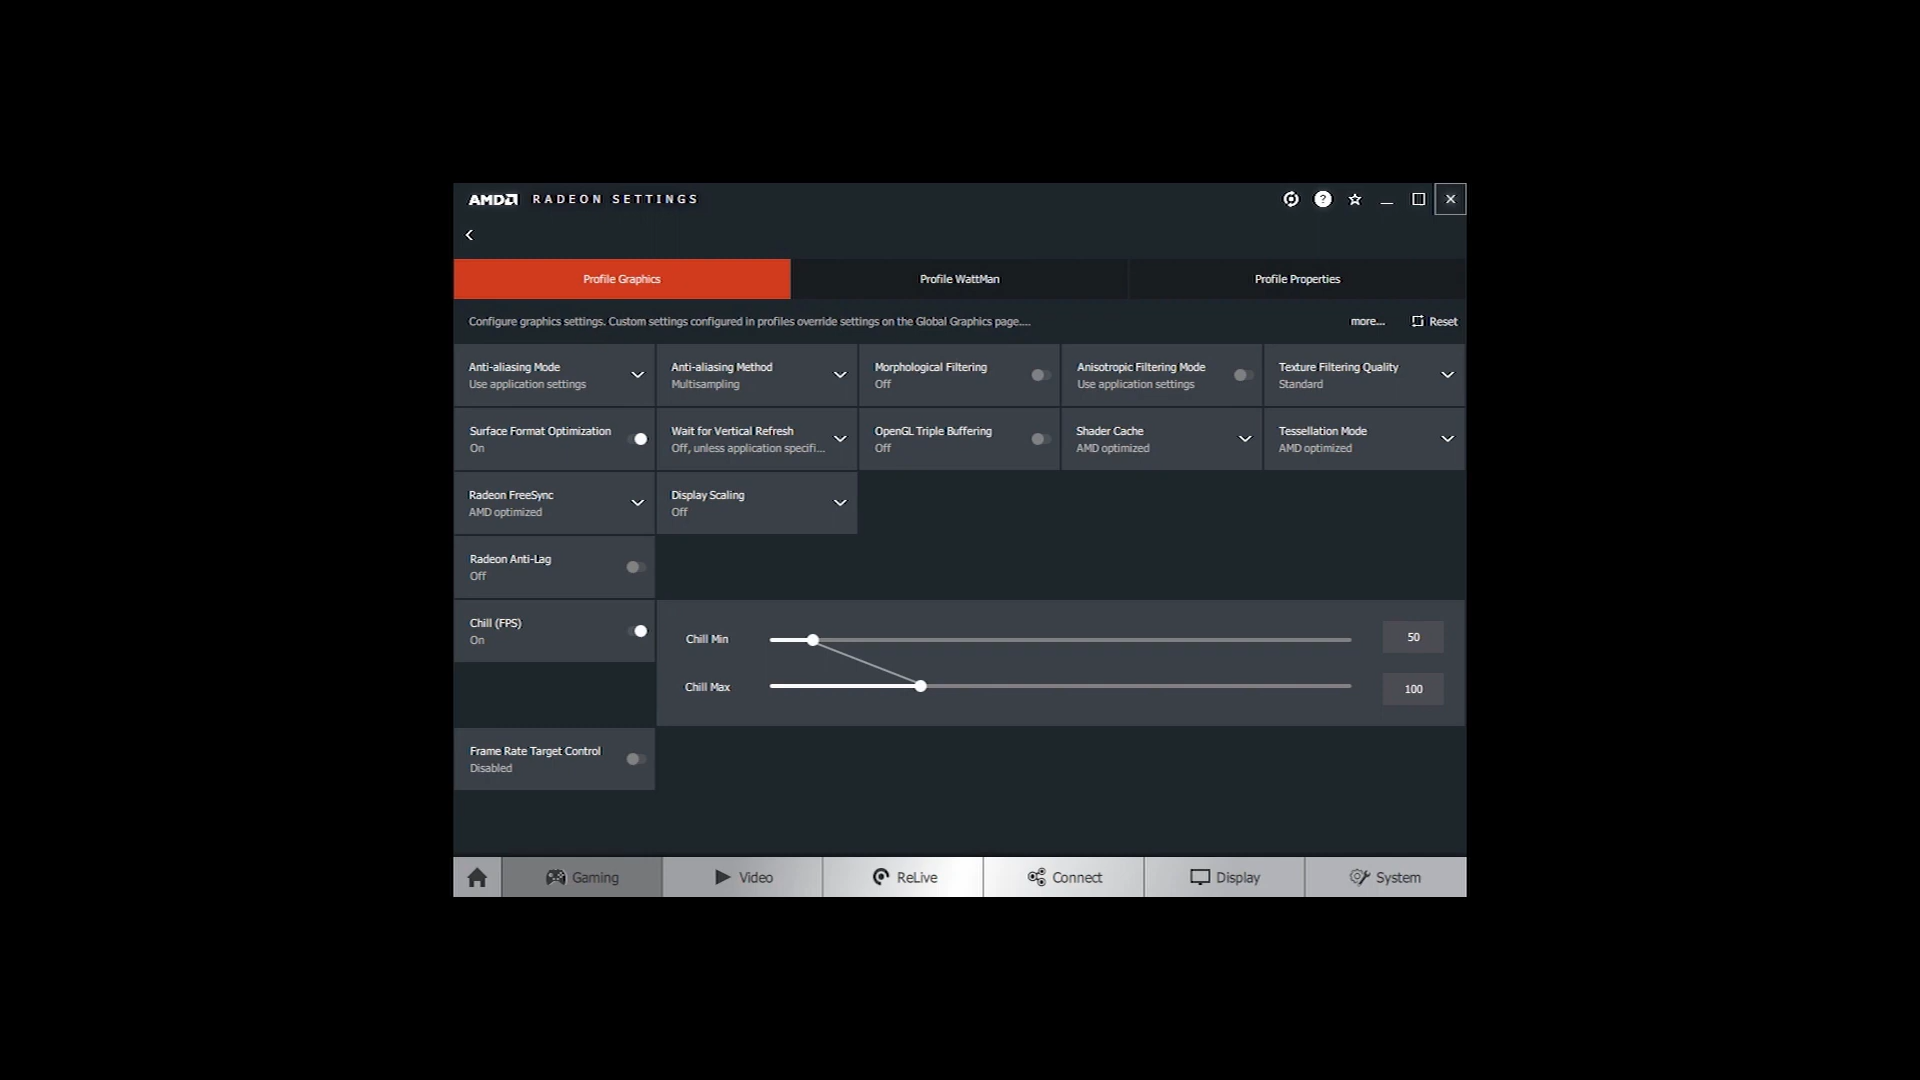 AMD RADEON SETTINGS
Profile Graphics
Profile WattMan
Profile Properties
Configure graphics settings. Custom settings configured in profiles override settings on the Global Graphics page....
more...
Reset
Anti-aliasing Mode
Use application settings
Anti-aliasing Method
Multisampling
Morphological Filtering
Off
Anisotropic Filtering Mode
Use application settings
Texture Filtering Quality
Standard
Surface Format Optimization
On
Wait for Vertical Refresh
Off, unless application specifi...
OpenGL Triple Buffering
Off
Shader Cache
AMD optimized
Tessellation Mode
AMD optimized
Radeon FreeSync
AMD optimized
Display Scaling
Off
Radeon Anti-Lag
Off
Chill (FPS)
On
Chill Min
50
Chill Max
100
Frame Rate Target Control
Disabled
Gaming
Video
ReLive
Connect
Display
System